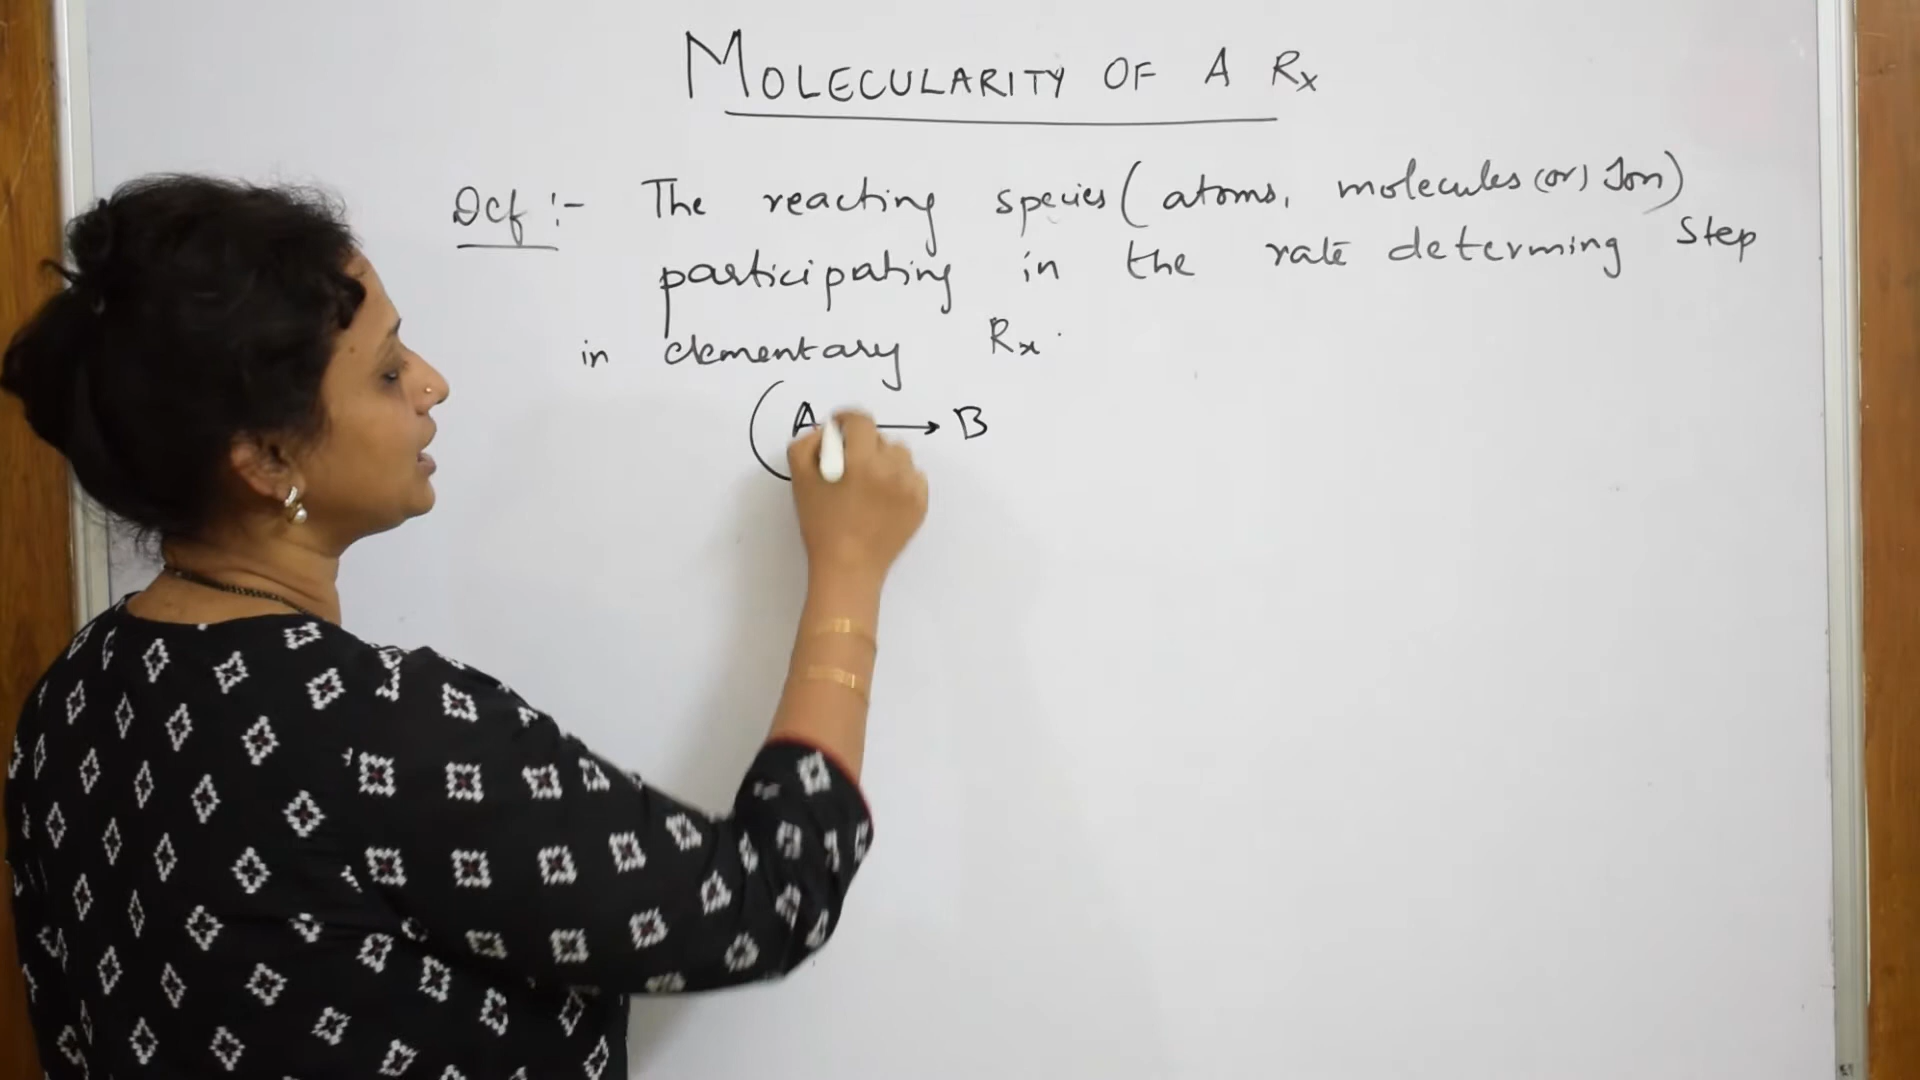 MOLECULARITY OF A Rx
Def :- The reacting species (atoms, molecules (or) Ion)
participating in the rate determing Step
in elementary Rx.
(A → B